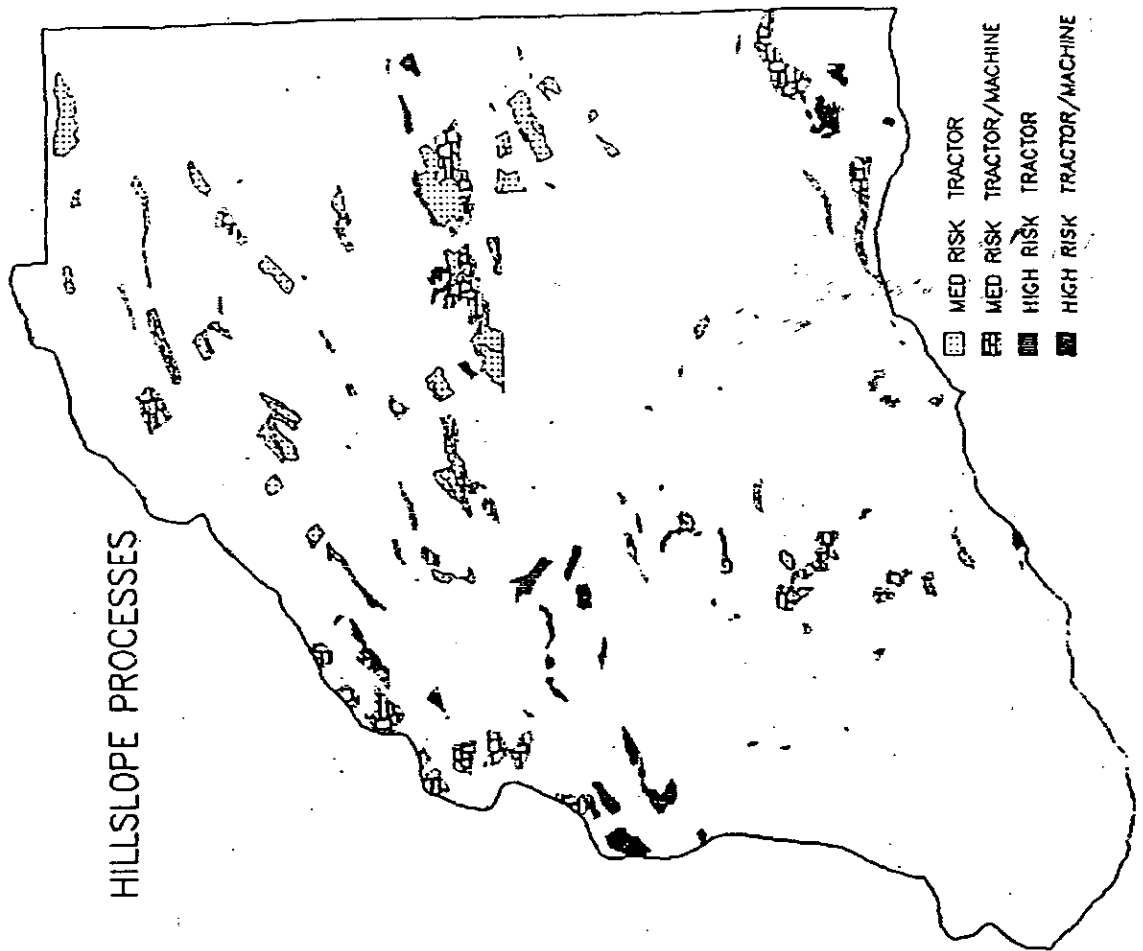 HILLSLOPE PROCESSES
MED RISK TRACTOR
MED RISK TRACTOR/MACHINE
HIGH RISK TRACTOR
HIGH RISK TRACTOR/MACHINE